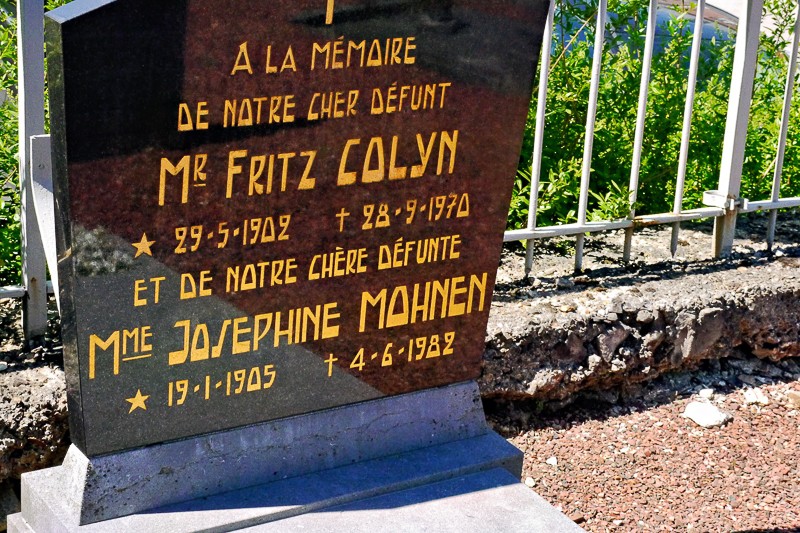 À LA MÉMOIRE
DE NOTRE CHER DÉFUNT
MR FRITZ COLYN
29-5-1902 † 28-9-1970
ET DE NOTRE CHÈRE DÉFUNTE
MME JOSEPHINE MOHNEN
19-1-1905 † 4-6-1982